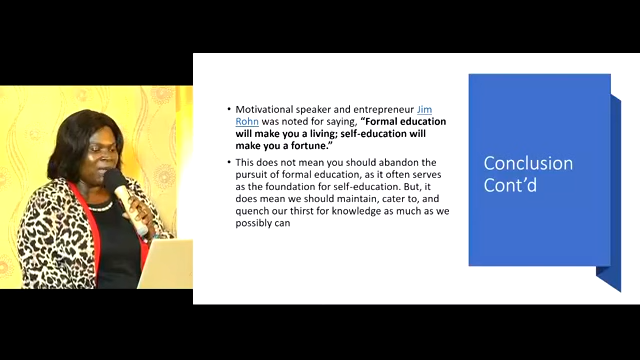 • Motivational speaker and entrepreneur Jim
Rohn was noted for saying, “Formal education
will make you a living; self-education will
make you a fortune.”
• This does not mean you should abandon the
pursuit of formal education, as it often serves
as the foundation for self-education. But, it
does mean we should maintain, cater to, and
quench our thirst for knowledge as much as we
possibly can
Conclusion
Cont’d